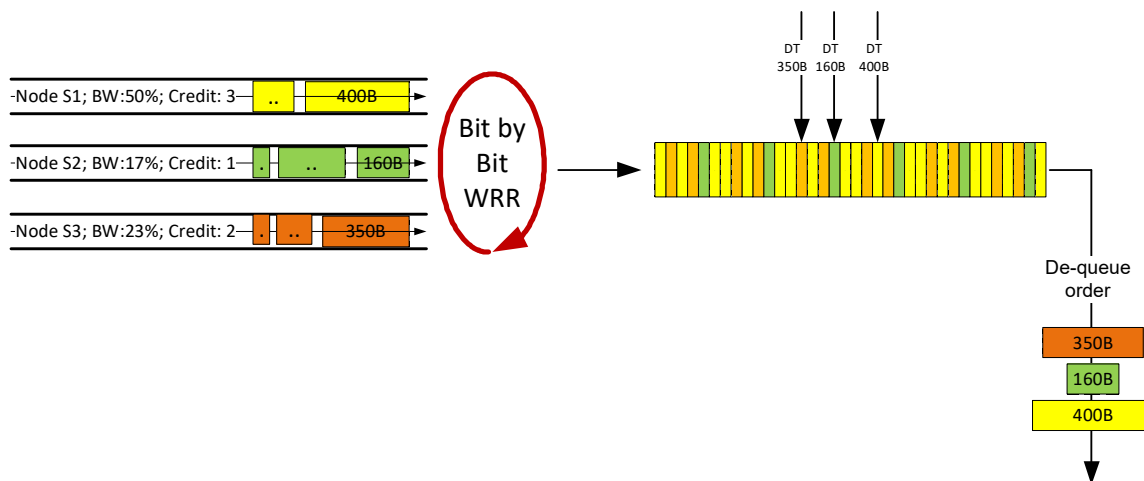 DT
350B
DT
160B
DT
400B
Node S1; BW:50%; Credit: 3
..
400B
Node S2; BW:17%; Credit: 1
.
..
160B
Node S3; BW:23%; Credit: 2
.
..
350B
Bit by
Bit
WRR
De-queue
order
350B
160B
400B